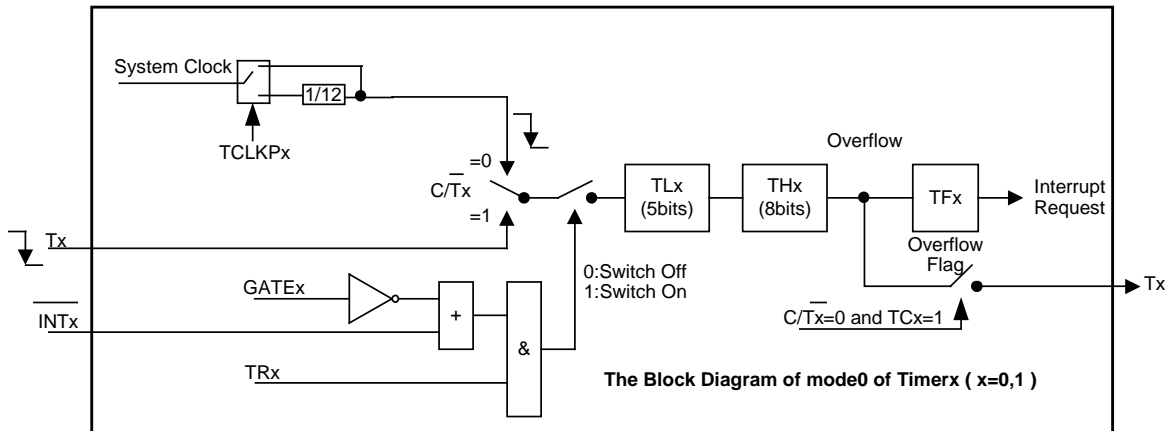 System Clock
1/12
TCLKPx
=0
C/Tx
=1
Overflow
TLx
(5bits)
THx
(8bits)
TFx
Interrupt
Request
Overflow
Flag
Tx
Tx
0:Switch Off
1:Switch On
GATEx
INTx
+
&
TRx
C/Tx=0 and TCx=1
The Block Diagram of mode0 of Timerx ( x=0,1 )